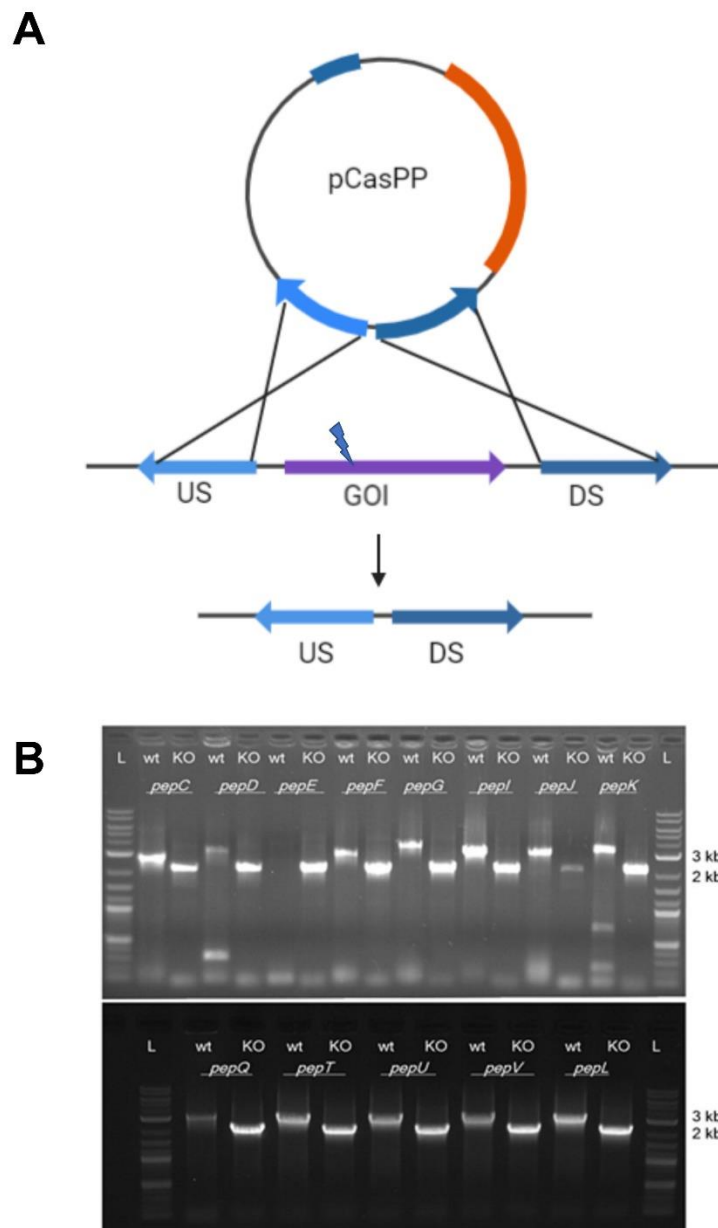 A
pCasPP
US GOI DS
US DS
B
L wt KO wt KO wt KO wt KO wt KO wt KO wt KO wt KO L
pepC pepD pepE pepF pepG pepI pepJ pepK
3 kb
2 kb
L wt KO wt KO wt KO wt KO wt KO L
pepQ pepT pepU pepV pepL
3 kb
2 kb